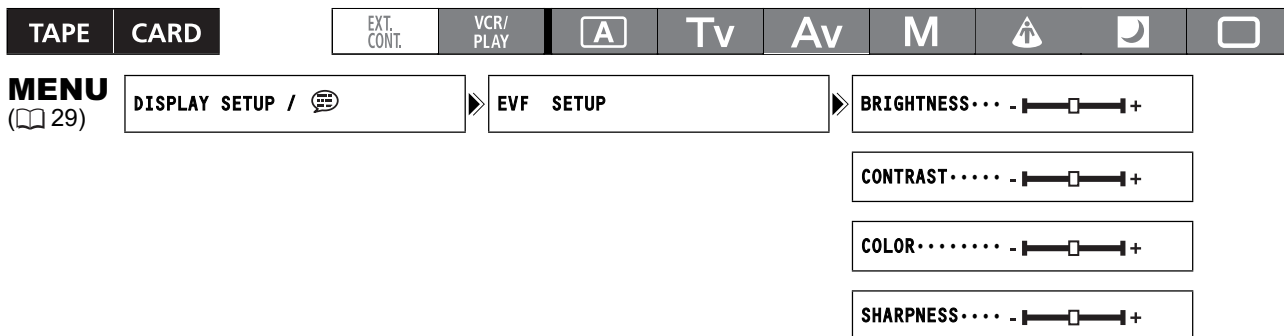 TAPE CARD EXT. CONT. VCR/ PLAY A Tv Av M
MENU
(29)
DISPLAY SETUP /
EVF SETUP
BRIGHTNESS··· - +
CONTRAST····· - +
COLOR········ - +
SHARPNESS···· - +